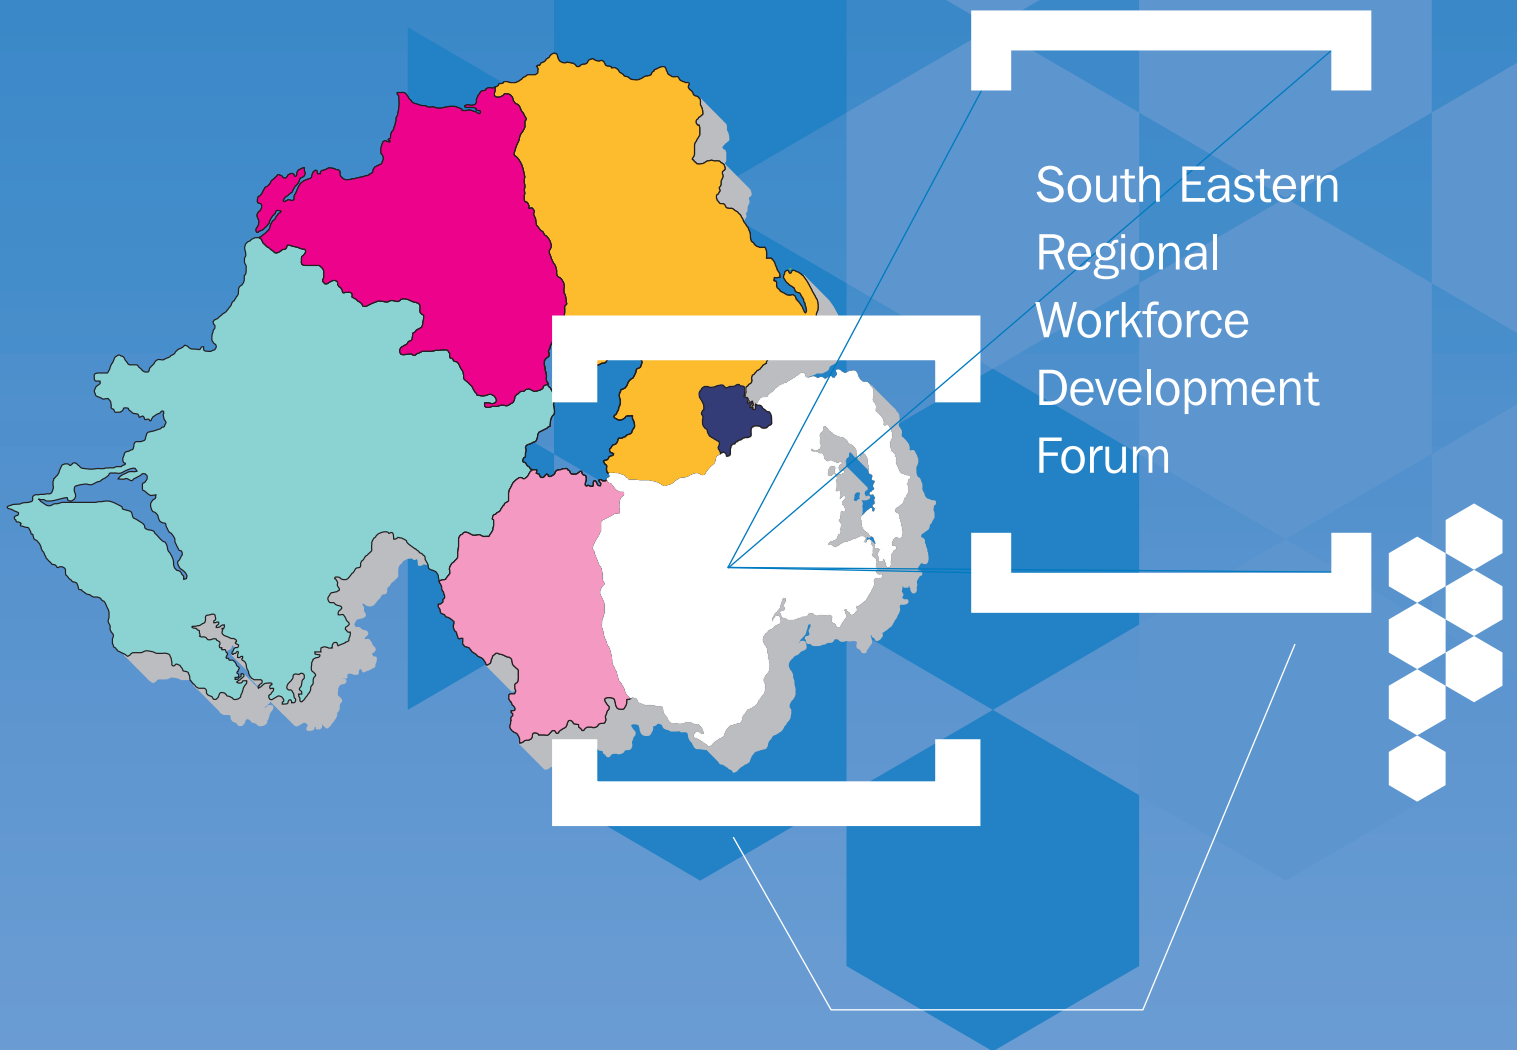 South Eastern
Regional
Workforce
Development
Forum